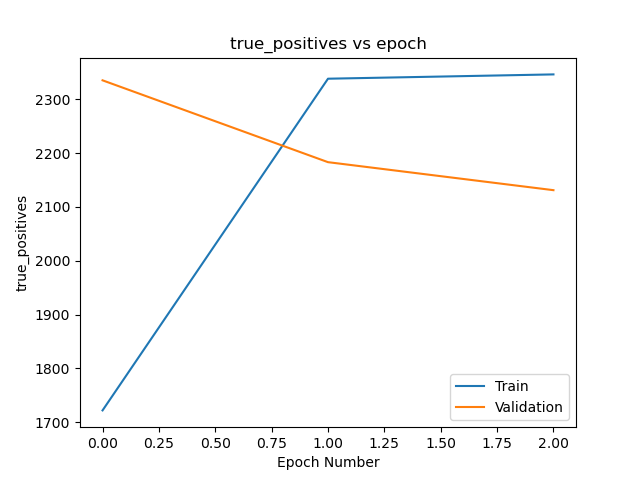 true_positives vs epoch
true_positives
2300
2200
2100
2000
1900
1800
1700
0.00 0.25 0.50 0.75 1.00 1.25 1.50 1.75 2.00
Epoch Number
Train
Validation